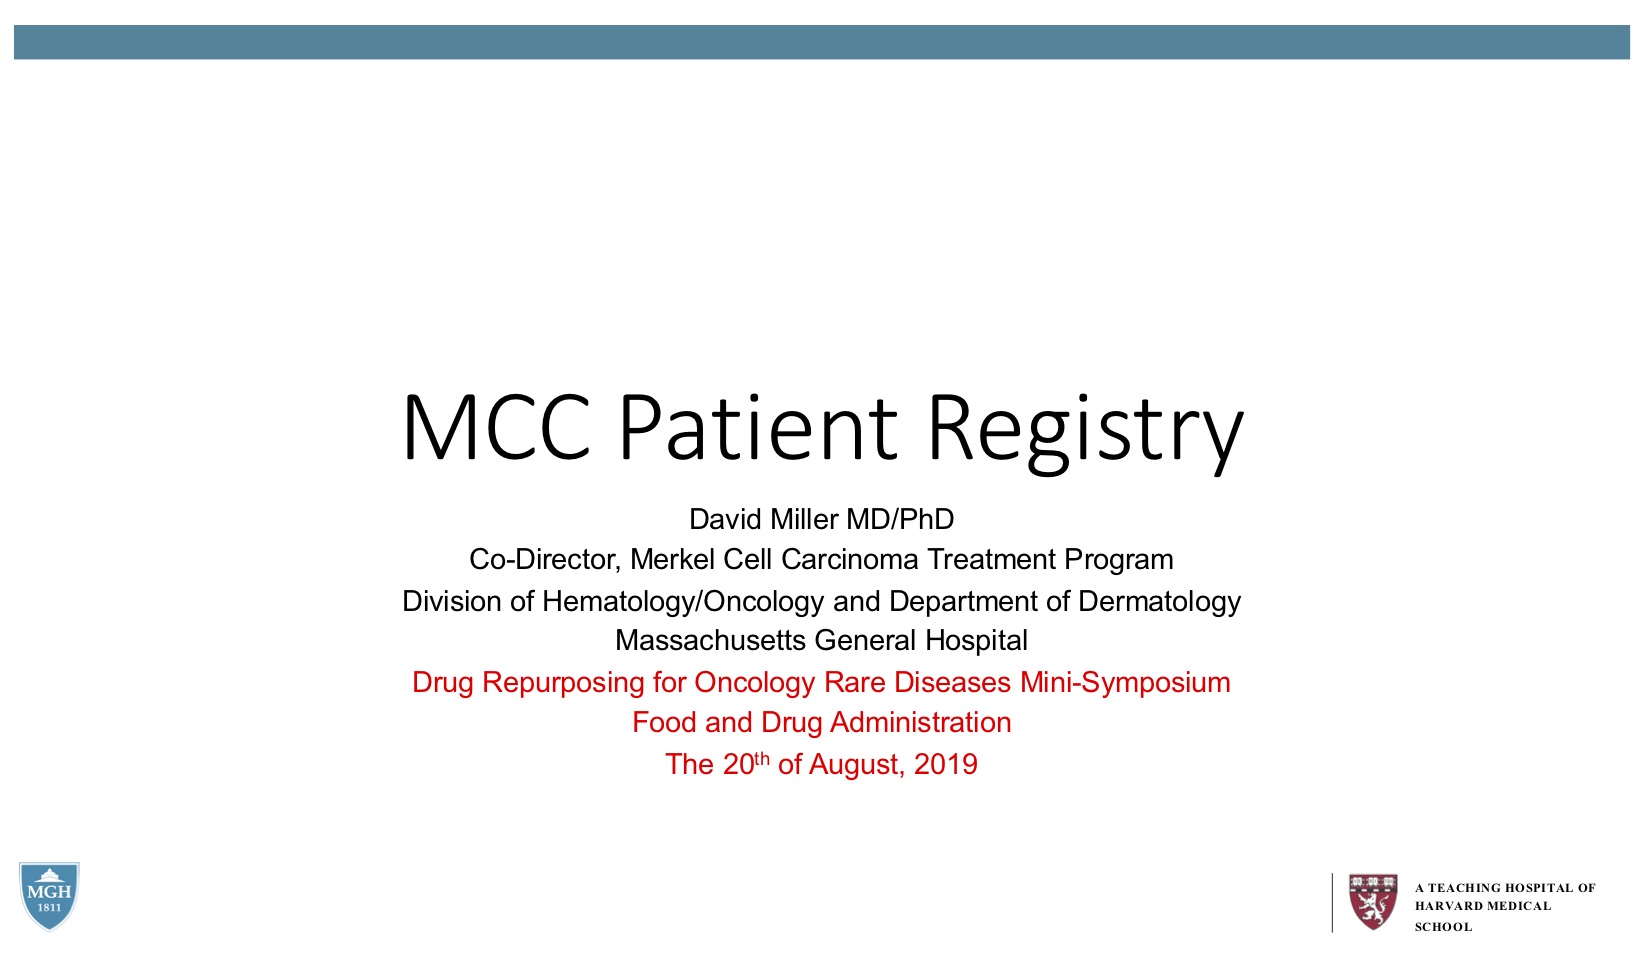 MCC Patient Registry
David Miller MD/PhD
Co-Director, Merkel Cell Carcinoma Treatment Program
Division of Hematology/Oncology and Department of Dermatology
Massachusetts General Hospital
Drug Repurposing for Oncology Rare Diseases Mini-Symposium
Food and Drug Administration
The 20th of August, 2019
MGH
1811
A TEACHING HOSPITAL OF
HARVARD MEDICAL
SCHOOL